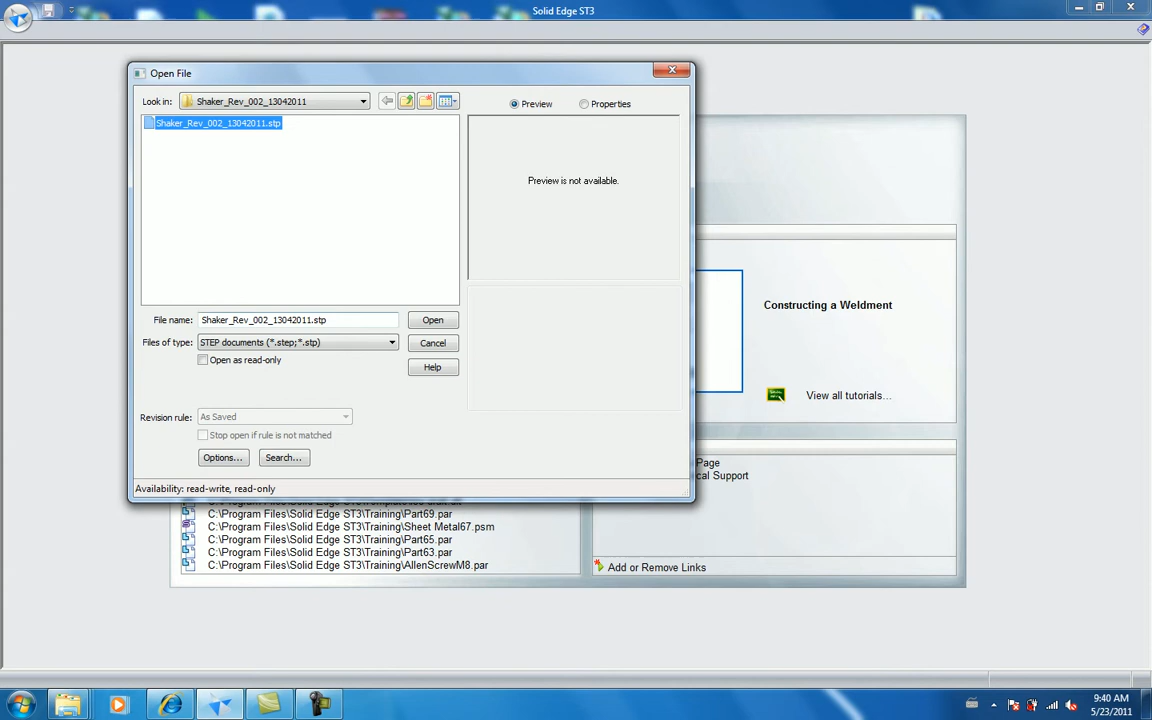 Solid Edge ST3
Open File
Look in: Shaker_Rev_002_13042011
Preview
Properties
Shaker_Rev_002_13042011.stp
Preview is not available.
File name: Shaker_Rev_002_13042011.stp
Open
Files of type: STEP documents (*.step;*.stp)
Cancel
Open as read-only
Help
Revision rule: As Saved
Stop open if rule is not matched
Options...
Search...
Availability: read-write, read-only
Constructing a Weldment
View all tutorials...
Page
cal Support
C:\Program Files\Solid Edge ST3\Training\Part69.par
C:\Program Files\Solid Edge ST3\Training\Sheet Metal67.psm
C:\Program Files\Solid Edge ST3\Training\Part65.par
C:\Program Files\Solid Edge ST3\Training\Part63.par
C:\Program Files\Solid Edge ST3\Training\AllenScrewM8.par
Add or Remove Links
9:40 AM
5/23/2011